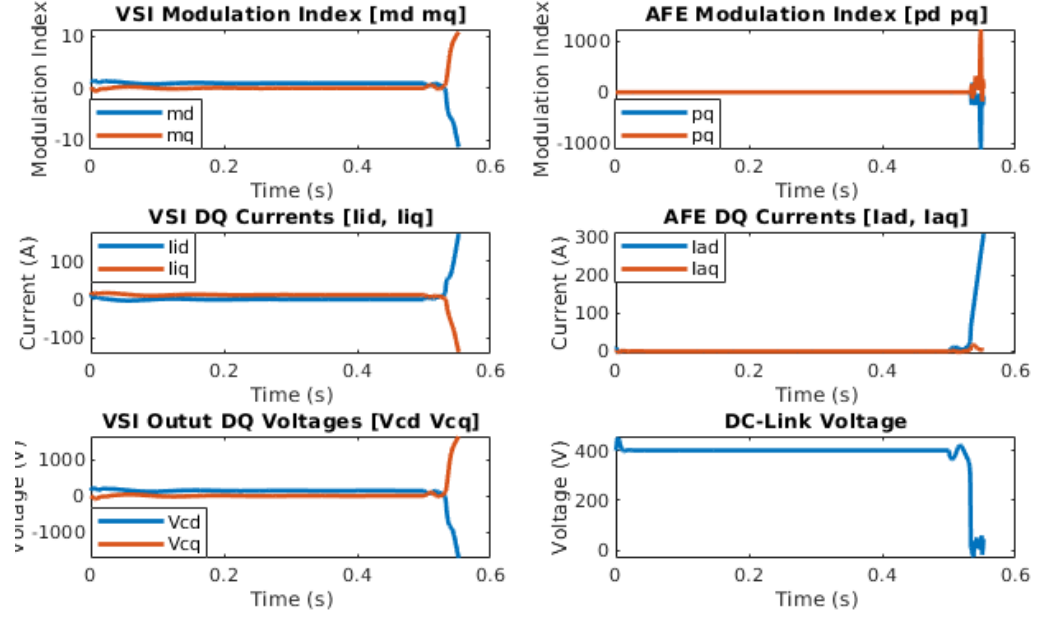 VSI Modulation Index [md mq]
Modulation Index
10
0
-10
md
mq
0 0.2 0.4 0.6
Time (s)
AFE Modulation Index [pd pq]
Modulation Index
1000
0
-1000
pq
pq
0 0.2 0.4 0.6
Time (s)
VSI DQ Currents [Iid, Iiq]
Current (A)
100
0
-100
Iid
Iiq
0 0.2 0.4 0.6
Time (s)
AFE DQ Currents [Iad, Iaq]
Current (A)
300
200
100
0
Iad
Iaq
0 0.2 0.4 0.6
Time (s)
VSI Outut DQ Voltages [Vcd Vcq]
Voltage (V)
1000
0
-1000
Vcd
Vcq
0 0.2 0.4 0.6
Time (s)
DC-Link Voltage
Voltage (V)
400
200
0
0 0.2 0.4 0.6
Time (s)